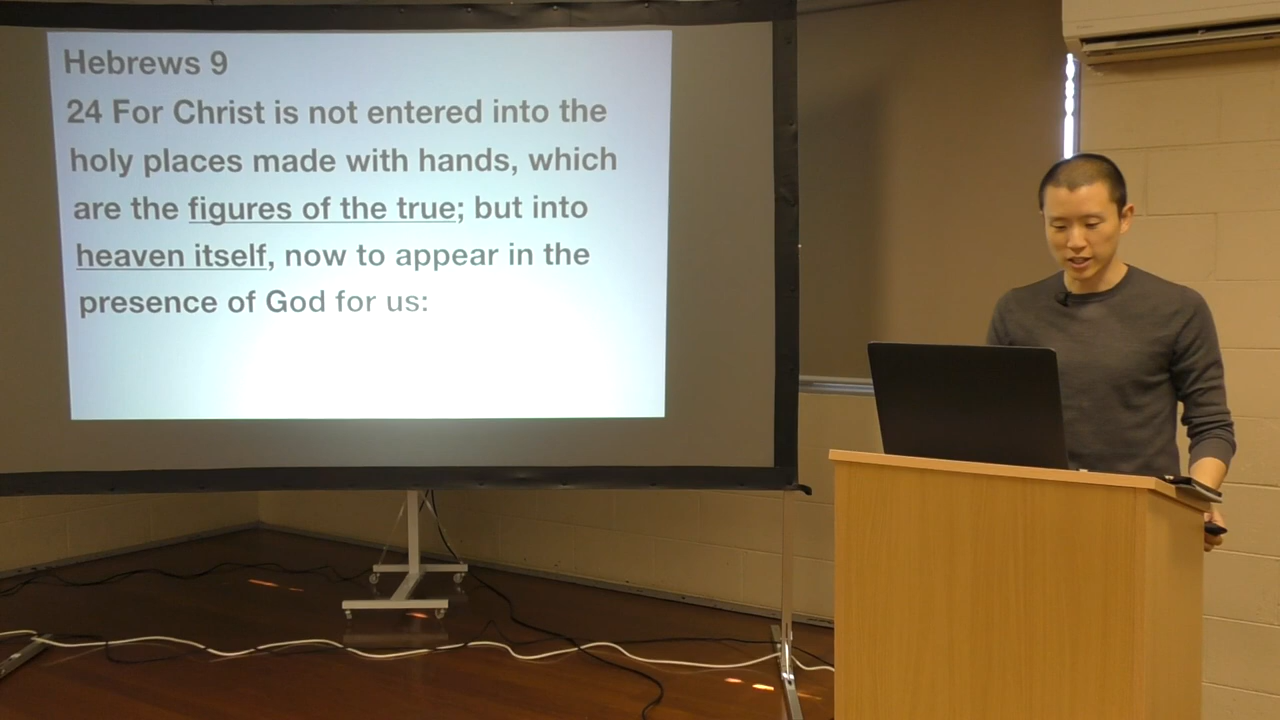 Hebrews 9
24 For Christ is not entered into the
holy places made with hands, which
are the figures of the true; but into
heaven itself, now to appear in the
presence of God for us: